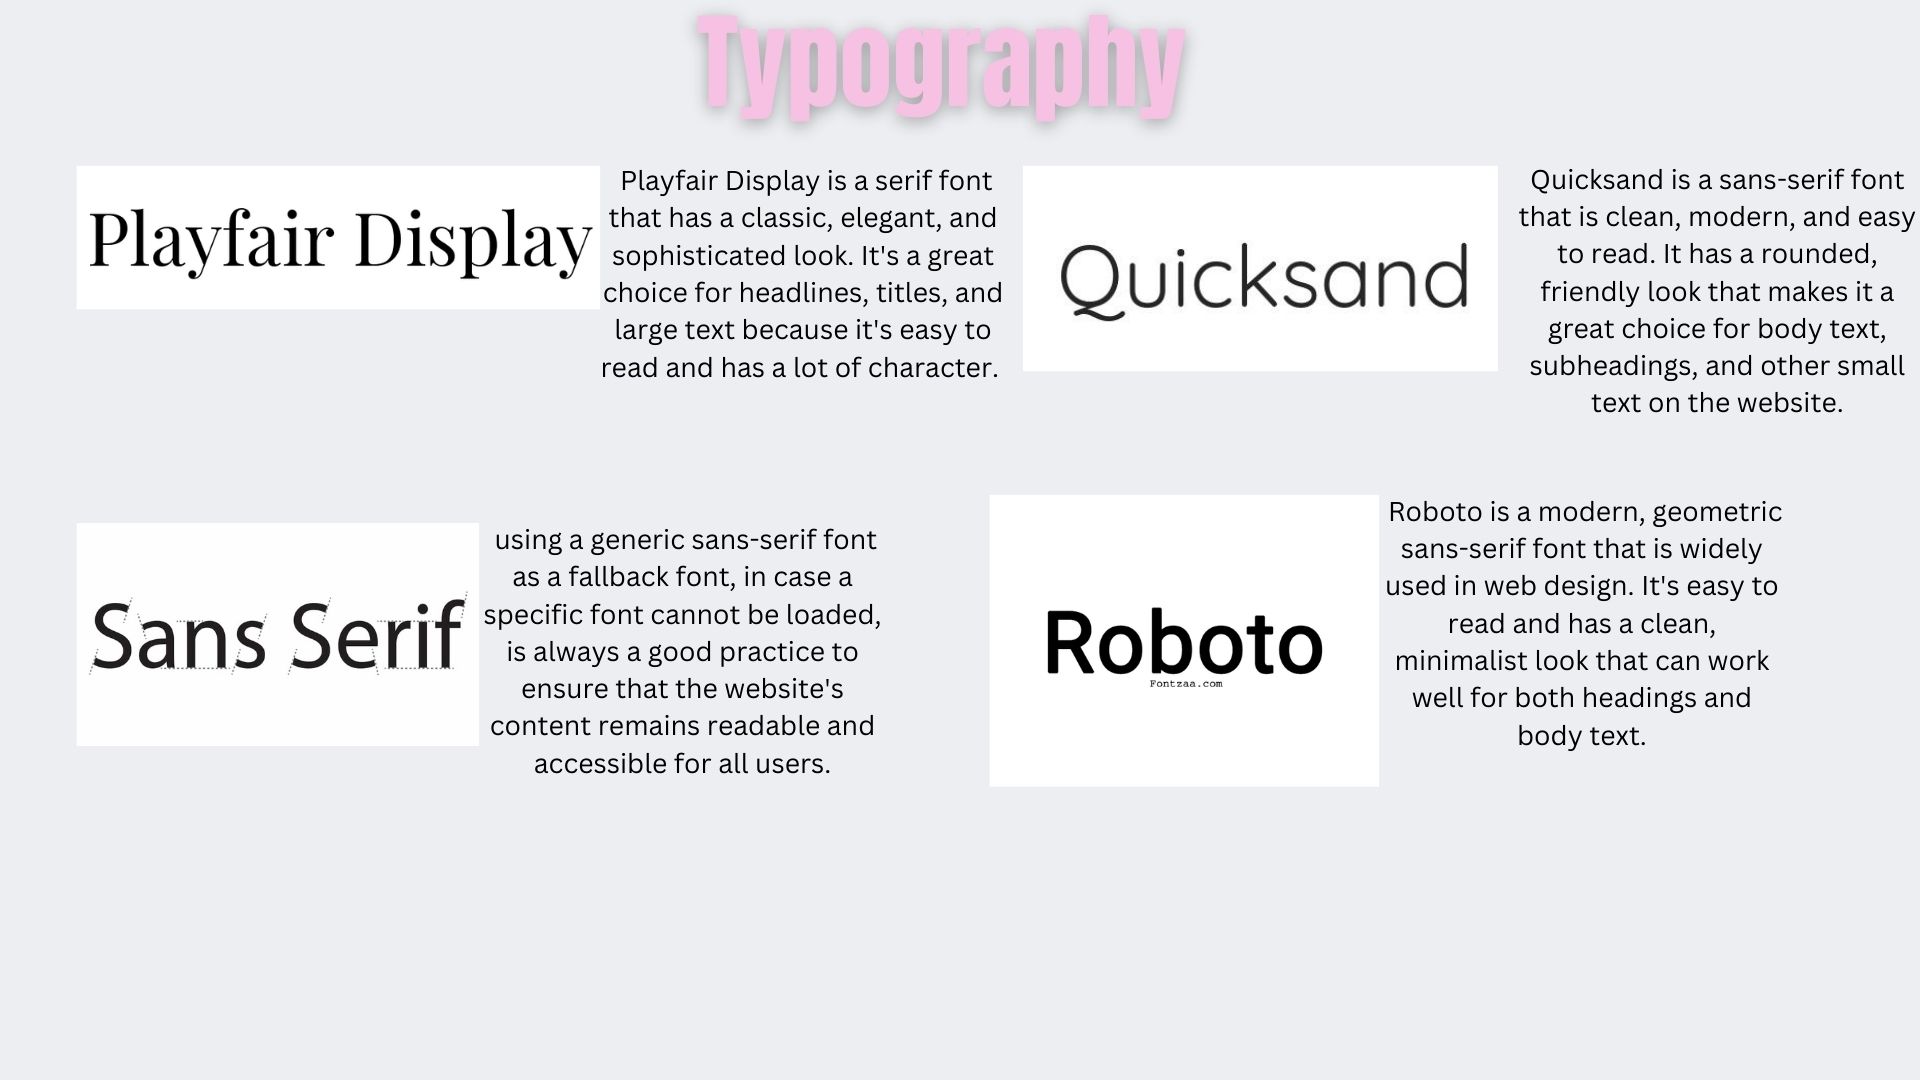 Typography
Playfair Display
Playfair Display is a serif font
that has a classic, elegant, and
sophisticated look. It's a great
choice for headlines, titles, and
large text because it's easy to
read and has a lot of character.
Quicksand
Quicksand is a sans-serif font
that is clean, modern, and easy
to read. It has a rounded,
friendly look that makes it a
great choice for body text,
subheadings, and other small
text on the website.
Sans Serif
using a generic sans-serif font
as a fallback font, in case a
specific font cannot be loaded,
is always a good practice to
ensure that the website's
content remains readable and
accessible for all users.
Roboto
Fontzaa.com
Roboto is a modern, geometric
sans-serif font that is widely
used in web design. It's easy to
read and has a clean,
minimalist look that can work
well for both headings and
body text.